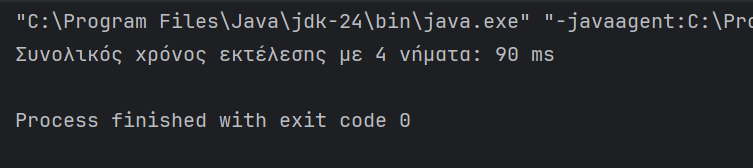 "C:\Program Files\Java\jdk-24\bin\java.exe" "-javaagent:C:\Pro
Συνολικός χρόνος εκτέλεσης με 4 νήματα: 90 ms
Process finished with exit code 0